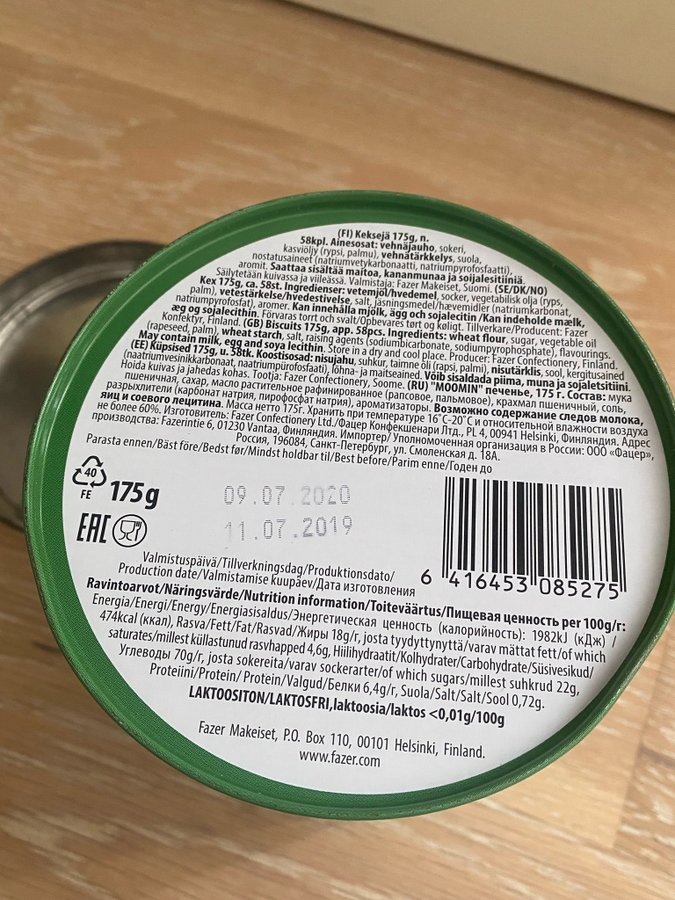 (FI) Keksejä 175g, n.
58kpl. Ainesosat: vehnäjauho, sokeri,
kasviöljy (rypsi, palmu), vehnätärkkelys, suola,
nostatusaineet (natriumvetykarbonaatti, natriumpyrofosfaatti),
aromit. Saattaa sisältää maitoa, kananmunaa ja soijalesitiiniä.
Säilytetään kuivassa ja viileässä. Valmistaja: Fazer Makeiset, Suomi. (SE/DK/NO)
Kex 175g, ca. 58st. Ingredienser: vetemjöl/hvedemel, socker, vegetabilisk olja (ryps,
palm), vetestärkelse/hvedestivelse, salt, jäsningsmedel/hævemidler (natriumkarbonat,
natriumpyrofosfat), aromer. Kan innehålla mjölk, ägg och sojalecitin /Kan indeholde mælk,
æg og sojalecithin. Förvaras torrt och svalt/Opbevares tørt og køligt. Tillverkare/Producent: Fazer
Konfektyr, Finland. (GB) Biscuits 175g, app. 58pcs. Ingredients: wheat flour, sugar, vegetable oil
(rapeseed, palm), wheat starch, salt, raising agents (sodiumbicarbonate, sodiumpyrophosphate), flavourings.
May contain milk, egg and soya lecithin. Store in a dry and cool place. Producer: Fazer Confectionery, Finland.
(EE) Küpsised 175g, u. 58tk. Koostisosad: nisujahu, suhkur, taimne õli (rapsi, palmi), nisutärklis, sool, kergitusained
(naatriumvesinikkarbonaat, naatriumpürofosfaat), lõhna- ja maitseained. Võib sisaldada piima, muna ja sojaletsitiini.
Hoida kuivas ja jahedas kohas. Tootja: Fazer Confectionery, Soome. (RU) "MOOMIN" печенье, 175 г. Состав: мука
пшеничная, сахар, масло растительное рафинированное (рапсовое, пальмовое), крахмал пшеничный, соль,
разрыхлители (карбонат натрия, пирофосфат натрия), ароматизаторы. Возможно содержание следов молока,
яиц и соевого лецитина. Масса нетто 175г. Хранить при температуре 16°C-20°C и относительной влажности воздуха
не более 60%. Изготовитель: Fazer Confectionery Ltd./Фацер Конфекшенари Лтд., PL 4, 00941 Helsinki, Финляндия. Адрес
производства: Fazerintie 6, 01230 Vantaa, Финляндия. Импортер/ Уполномоченная организация в России: ООО «Фацер»,
Россия, 196084, Санкт-Петербург, ул. Смоленская д. 18А.
Parasta ennen/Bäst före/Bedst før/Mindst holdbar til/Best before/Parim enne/Годен до
40
FE
175g
09.07.2020
11.07.2019
EAC
Valmistuspäivä/Tillverkningsdag/Produktionsdato/
Production date/Valmistamise kuupäev/Дата изготовления
6 416453 085275
Ravintoarvot/Näringsvärde/Nutrition information/Toiteväärtus/Пищевая ценность per 100g/г:
Energia/Energi/Energy/Energiasisaldus/Энергетическая ценность (калорийность): 1982kJ (кДж) /
474kcal (ккал), Rasva/Fett/Fat/Rasvad/Жиры 18g/г, josta tyydyttynyttä/varav mättat fett/of which
saturates/millest küllastunud rasvhapped 4,6g, Hiilihydraatit/Kolhydrater/Carbohydrate/Süsivesikud/
Углеводы 70g/г, josta sokereita/varav sockerarter/of which sugars/millest suhkrud 22g,
Proteiini/Protein/ Protein/Valgud/Белки 6,4g/г, Suola/Salt/Salt/Sool 0,72g.
LAKTOOSITON/LAKTOSFRI, laktoosia/laktos <0,01g/100g
Fazer Makeiset, P.O. Box 110, 00101 Helsinki, Finland.
www.fazer.com